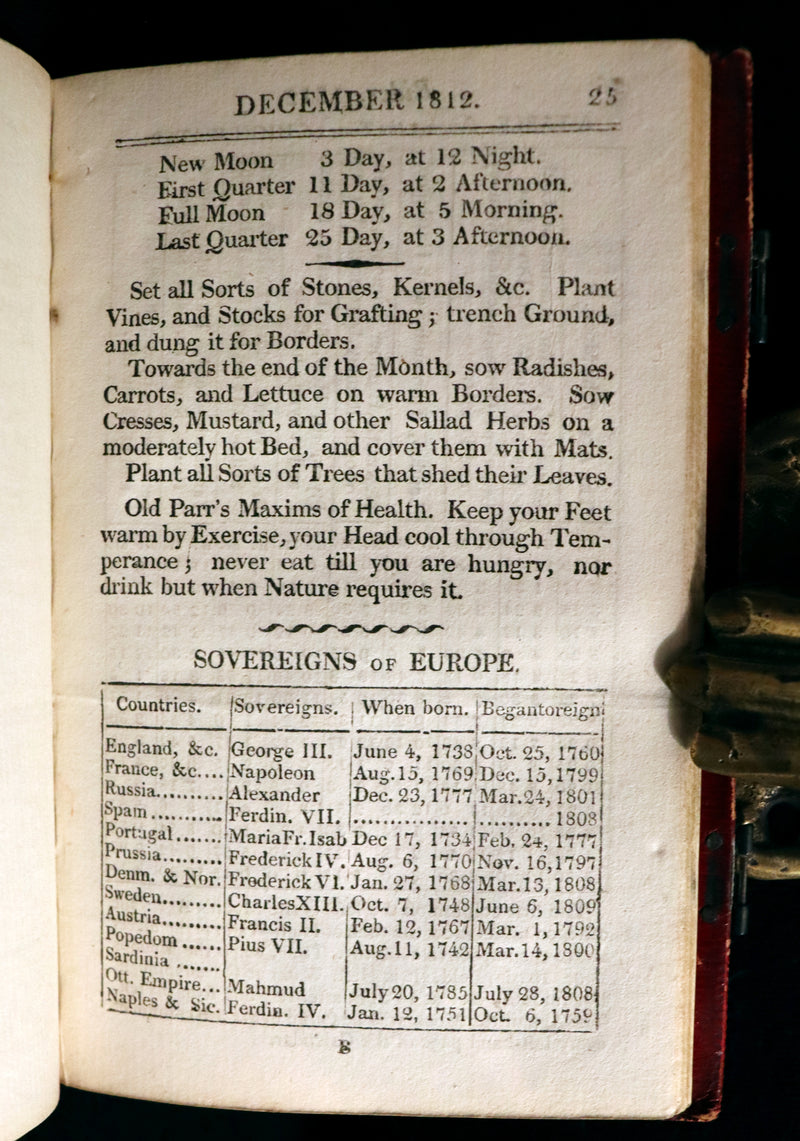 DECEMBER 1812. 25
New Moon 3 Day, at 12 Night.
First Quarter 11 Day, at 2 Afternoon.
Full Moon 18 Day, at 5 Morning.
Last Quarter 25 Day, at 3 Afternoon.
Set all Sorts of Stones, Kernels, &c. Plant
Vines, and Stocks for Grafting; trench Ground,
and dung it for Borders.
Towards the end of the Month, sow Radishes,
Carrots, and Lettuce on warm Borders. Sow
Cresses, Mustard, and other Sallad Herbs on a
moderately hot Bed, and cover them with Mats.
Plant all Sorts of Trees that shed their Leaves.
Old Parr's Maxims of Health. Keep your Feet
warm by Exercise, your Head cool through Tem-
perance; never eat till you are hungry, nor
drink but when Nature requires it.
SOVEREIGNS OF EUROPE.
Countries. Sovereigns. When born. Began to reign
England, &c. George III. June 4, 1738 Oct. 25, 1760
France, &c.... Napoleon Aug. 15, 1769 Dec. 15, 1799
Russia.......... Alexander Dec. 23, 1777 Mar. 24, 1801
Spain .......... Ferdin. VII. ................ .......... 1808
Portugal ....... Maria Fr. Isab Dec 17, 1734 Feb. 24, 1777
Prussia......... Frederick IV. Aug. 6, 1770 Nov. 16, 1797
Denm. & Nor. Frederick VI. Jan. 27, 1768 Mar. 13, 1808
Sweden......... Charles XIII. Oct. 7, 1748 June 6, 1809
Austria......... Francis II. Feb. 12, 1767 Mar. 1, 1792
Popedom ...... Pius VII. Aug. 11, 1742 Mar. 14, 1800
Sardinia .......
Ott. Empire... Mahmud July 20, 1785 July 28, 1808
Naples & Sic. Ferdin. IV. Jan. 12, 1751 Oct. 6, 1759